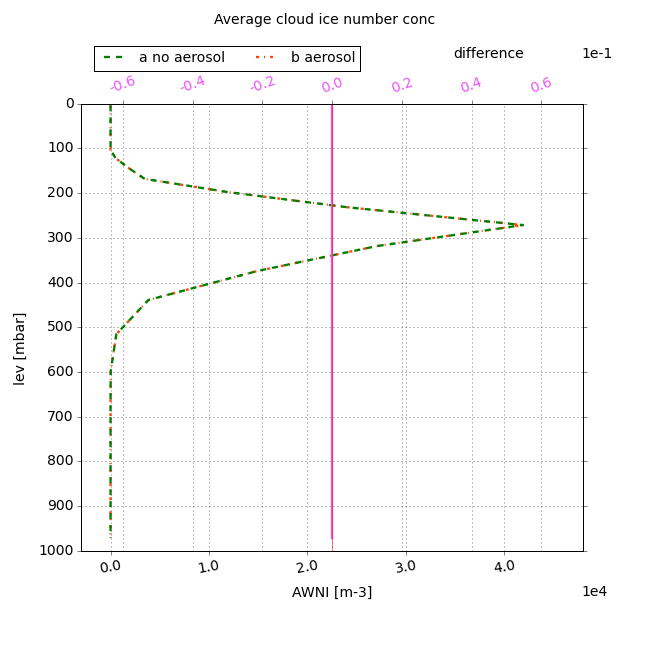 Average cloud ice number conc
a no aerosol b aerosol difference 1e-1
-0.6 -0.4 -0.2 0.0 0.2 0.4 0.6
0
100
200
300
400
500
600
700
800
900
1000
lev [mbar]
0.0 1.0 2.0 3.0 4.0
AWNI [m-3] 1e4